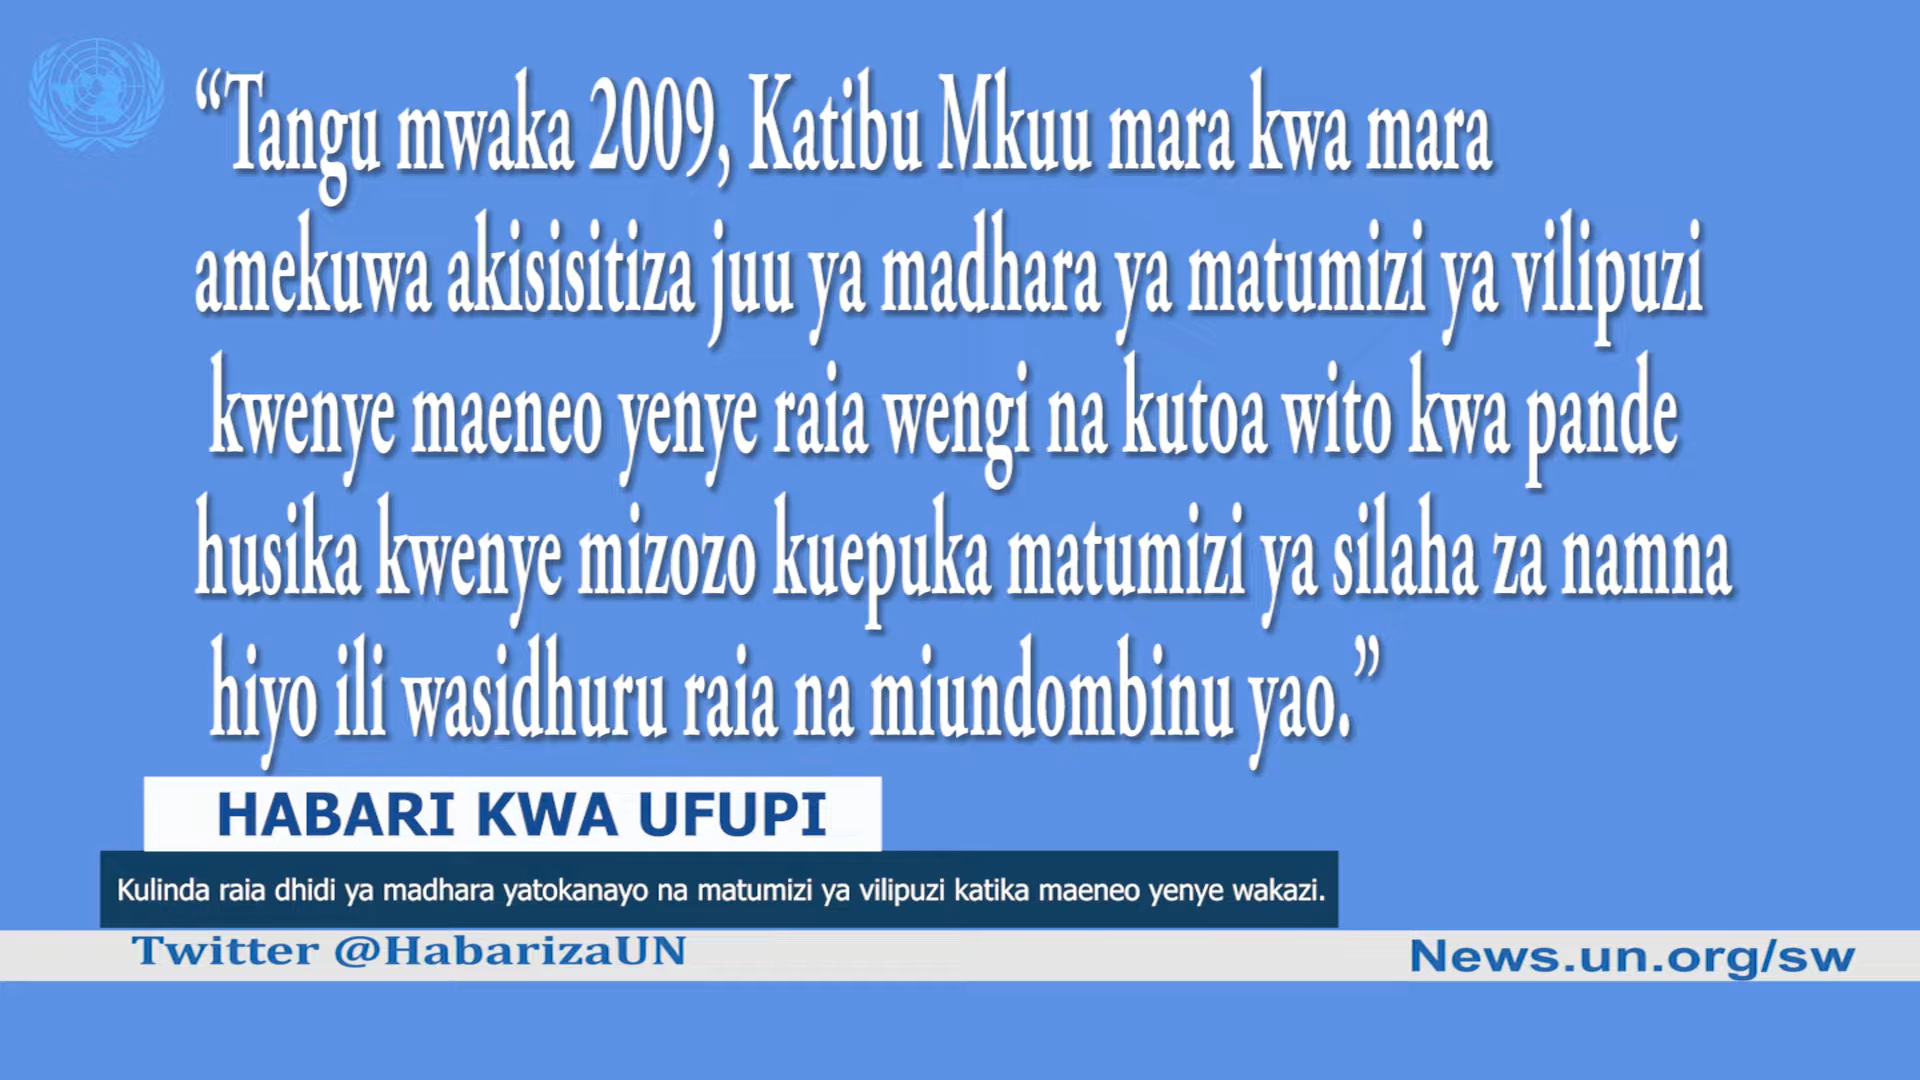 “Tangu mwaka 2009, Katibu Mkuu mara kwa mara
amekuwa akisisitiza juu ya madhara ya matumizi ya vilipuzi
kwenye maeneo yenye raia wengi na kutoa wito kwa pande
husika kwenye mizozo kuepuka matumizi ya silaha za namna
hiyo ili wasidhuru raia na miundombinu yao.”
HABARI KWA UFUPI
Kulinda raia dhidi ya madhara yatokanayo na matumizi ya vilipuzi katika maeneo yenye wakazi.
Twitter @HabarizaUN
News.un.org/sw